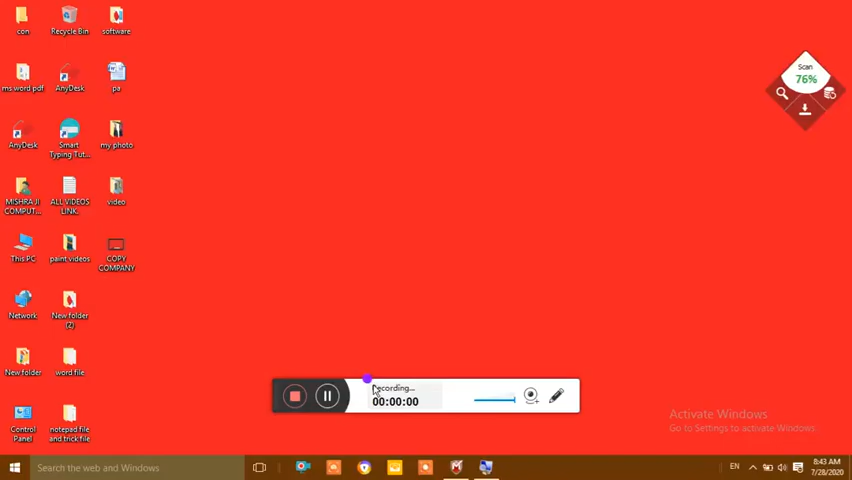 con
Recycle Bin
software
ms.word pdf
AnyDesk
pa
AnyDesk
Smart
Typing Tut...
my photo
MISHRA JI
COMPUT...
ALL VIDEOS
LINK.
video
This PC
paint videos
COPY
COMPANY
Network
New folder
(2)
New folder
word file
Control
Panel
notepad file
and trick file
Scan
76%
Recording...
00:00:00
Activate Windows
Go to Settings to activate Windows.
Search the web and Windows
EN
8:43 AM
7/28/2020